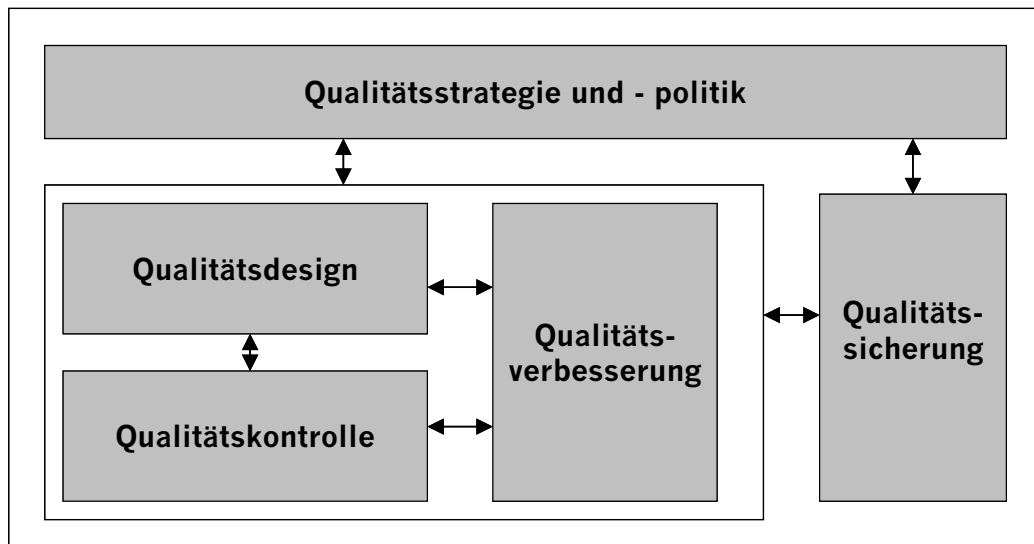 Qualitätsstrategie und - politik
Qualitätsdesign
Qualitätskontrolle
Qualitäts-
verbesserung
Qualitäts-
sicherung